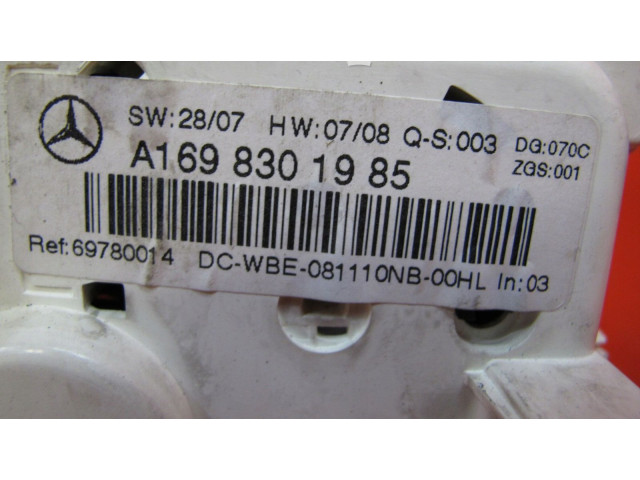 SW:28/07 HW:07/08 Q-S:003 DG:070C
A169 830 19 85 ZGS:001
Ref:69780014 DC-WBE-081110NB-00HL In:03